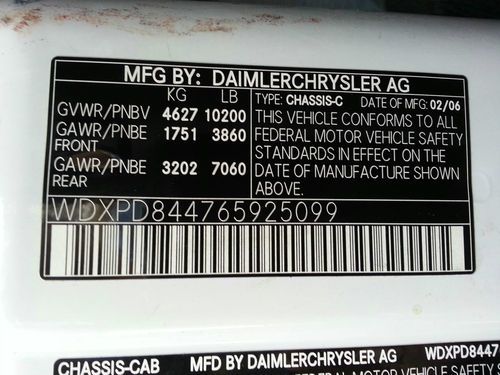 MFG BY: DAIMLERCHRYSLER AG
KG LB
GVWR/PNBV 4627 10200
GAWR/PNBE 1751 3860
FRONT
GAWR/PNBE 3202 7060
REAR
TYPE: CHASSIS-C DATE OF MFG: 02/06
THIS VEHICLE CONFORMS TO ALL
FEDERAL MOTOR VEHICLE SAFETY
STANDARDS IN EFFECT ON THE
DATE OF MANUFACTURE SHOWN
ABOVE.
WDXPD844765925099
CHASSIS-CAB MFD BY DAIMLERCHRYSLER AG WDXPD8447
MOTOR VEHICLE